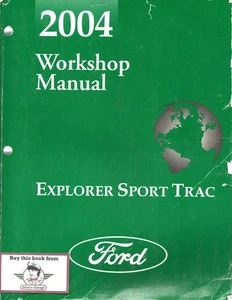 2004
Workshop
Manual
EXPLORER SPORT TRAC
Buy this book from
Ford